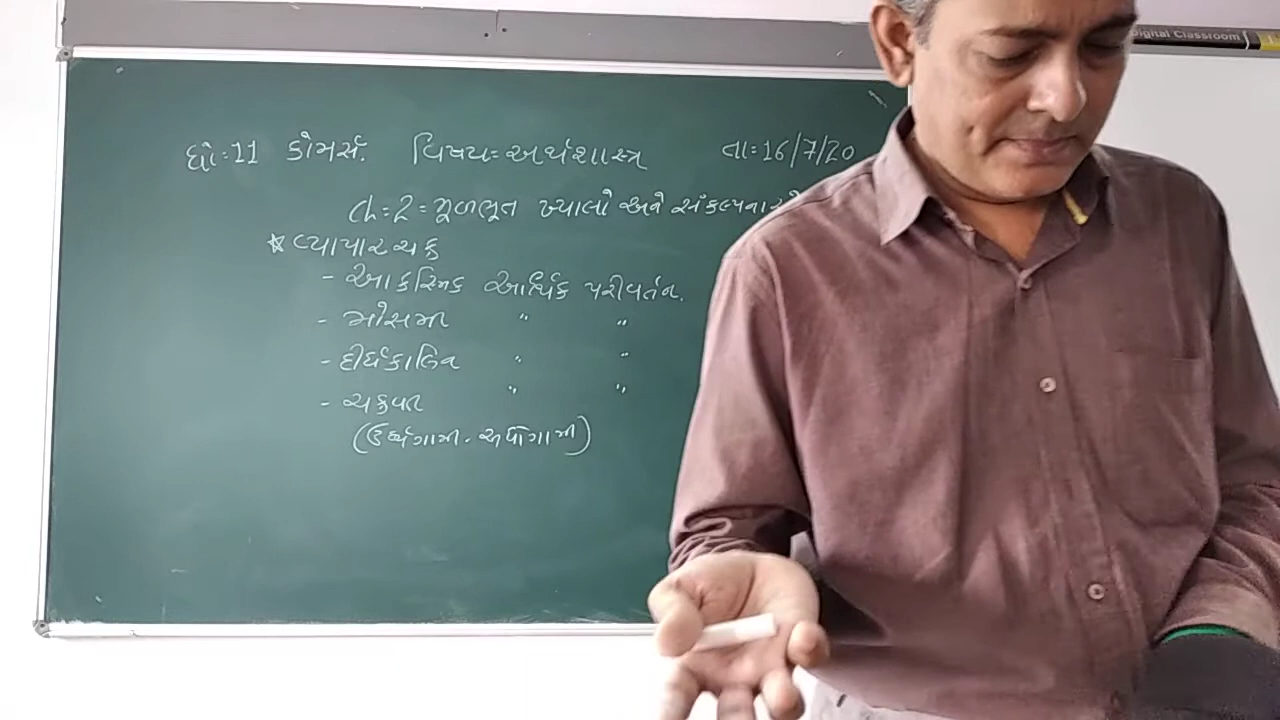 ધો:11 કોમર્સ. વિષય:અર્થશાસ્ત્ર તા:16/7/20
Ch:2=મૂળભૂત ખ્યાલો અને સંકલ્પનાઓ
* વ્યાપારચક્ર
- આકસ્મિક આર્થિક પરીવર્તન.
- મોસમી " "
- દીર્ઘકાલિન " "
- ચક્રવત " "
(ઉર્ધ્વગામી - અધોગામી)
Digital Classroom